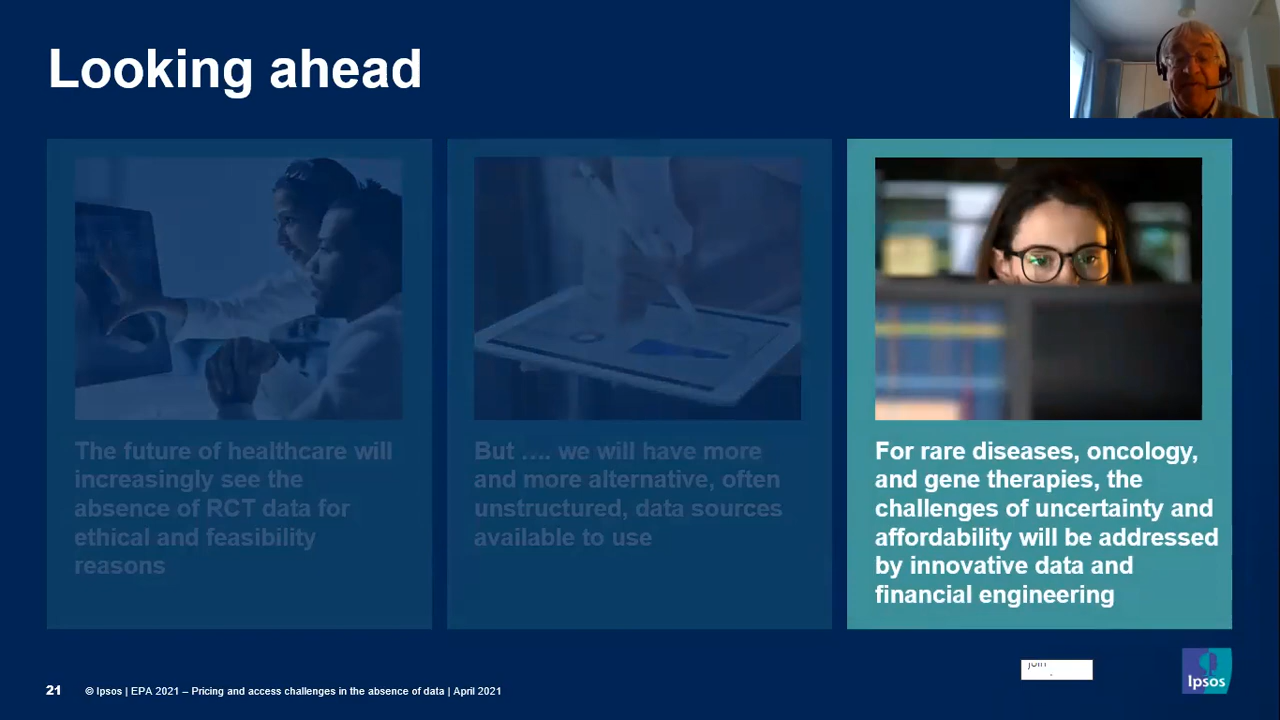 Looking ahead
The future of healthcare will
increasingly see the
absence of RCT data for
ethical and feasibility
reasons
But …. we will have more
and more alternative, often
unstructured, data sources
available to use
For rare diseases, oncology,
and gene therapies, the
challenges of uncertainty and
affordability will be addressed
by innovative data and
financial engineering
21
© Ipsos | EPA 2021 – Pricing and access challenges in the absence of data | April 2021
Ipsos